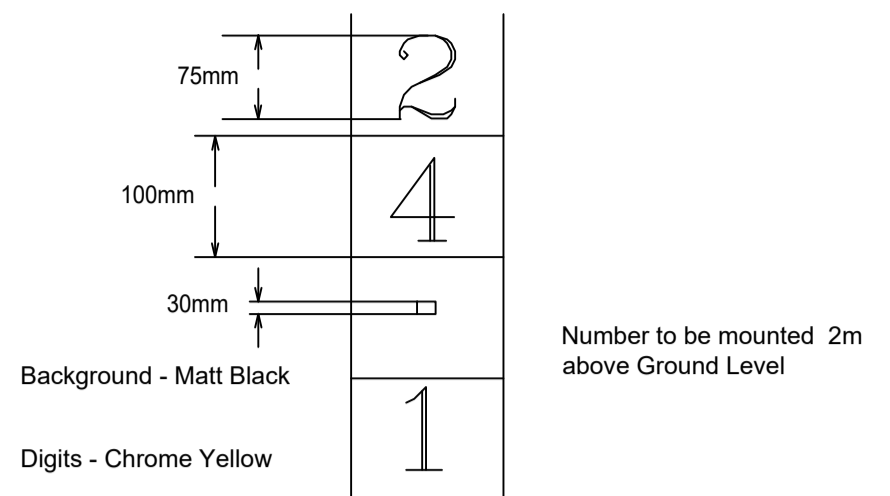 2
75mm
4
100mm
-
30mm
Number to be mounted 2m
above Ground Level
Background - Matt Black
1
Digits - Chrome Yellow